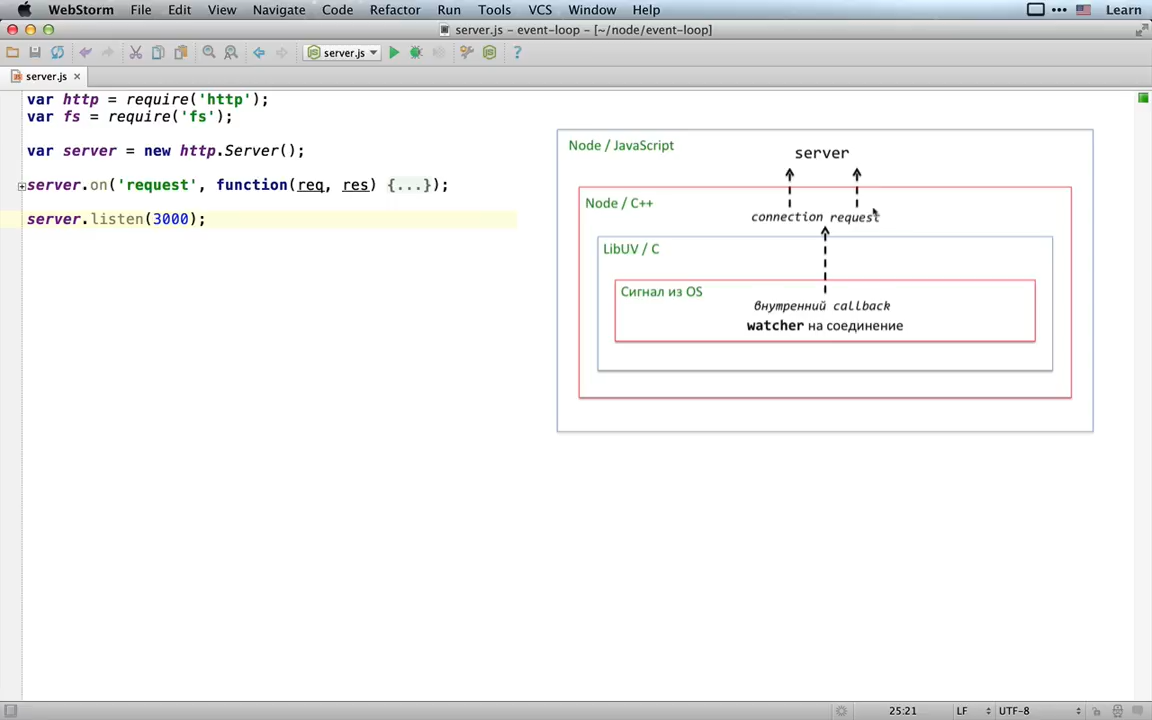 WebStorm File Edit View Navigate Code Refactor Run Tools VCS Window Help Learn
server.js – event-loop – [~/node/event-loop]
server.js
server.js
var http = require('http');
var fs = require('fs');
var server = new http.Server();
server.on('request', function(req, res) {...});
server.listen(3000);
Node / JavaScript
server
Node / C++
connection request
LibUV / C
Сигнал из OS
внутренний callback
watcher на соединение
25:21 LF UTF-8